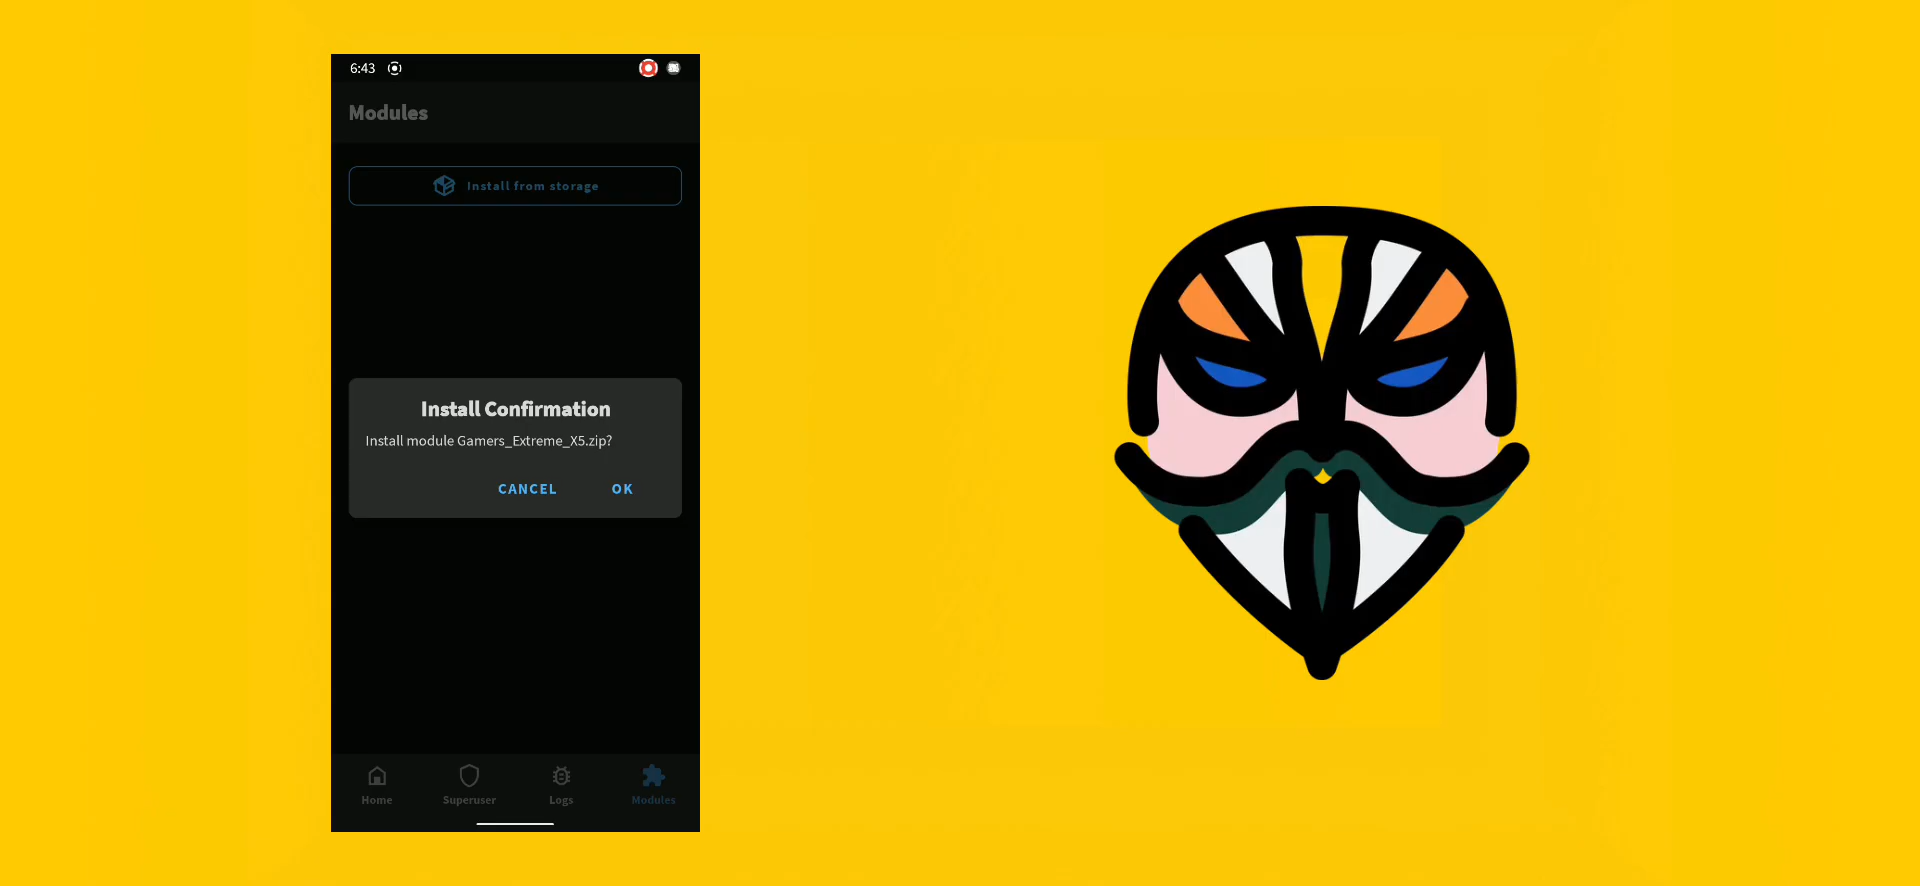 6:43
Modules
Install from storage
Install Confirmation
Install module Gamers_Extreme_X5.zip?
CANCEL OK
Home Superuser Logs Modules